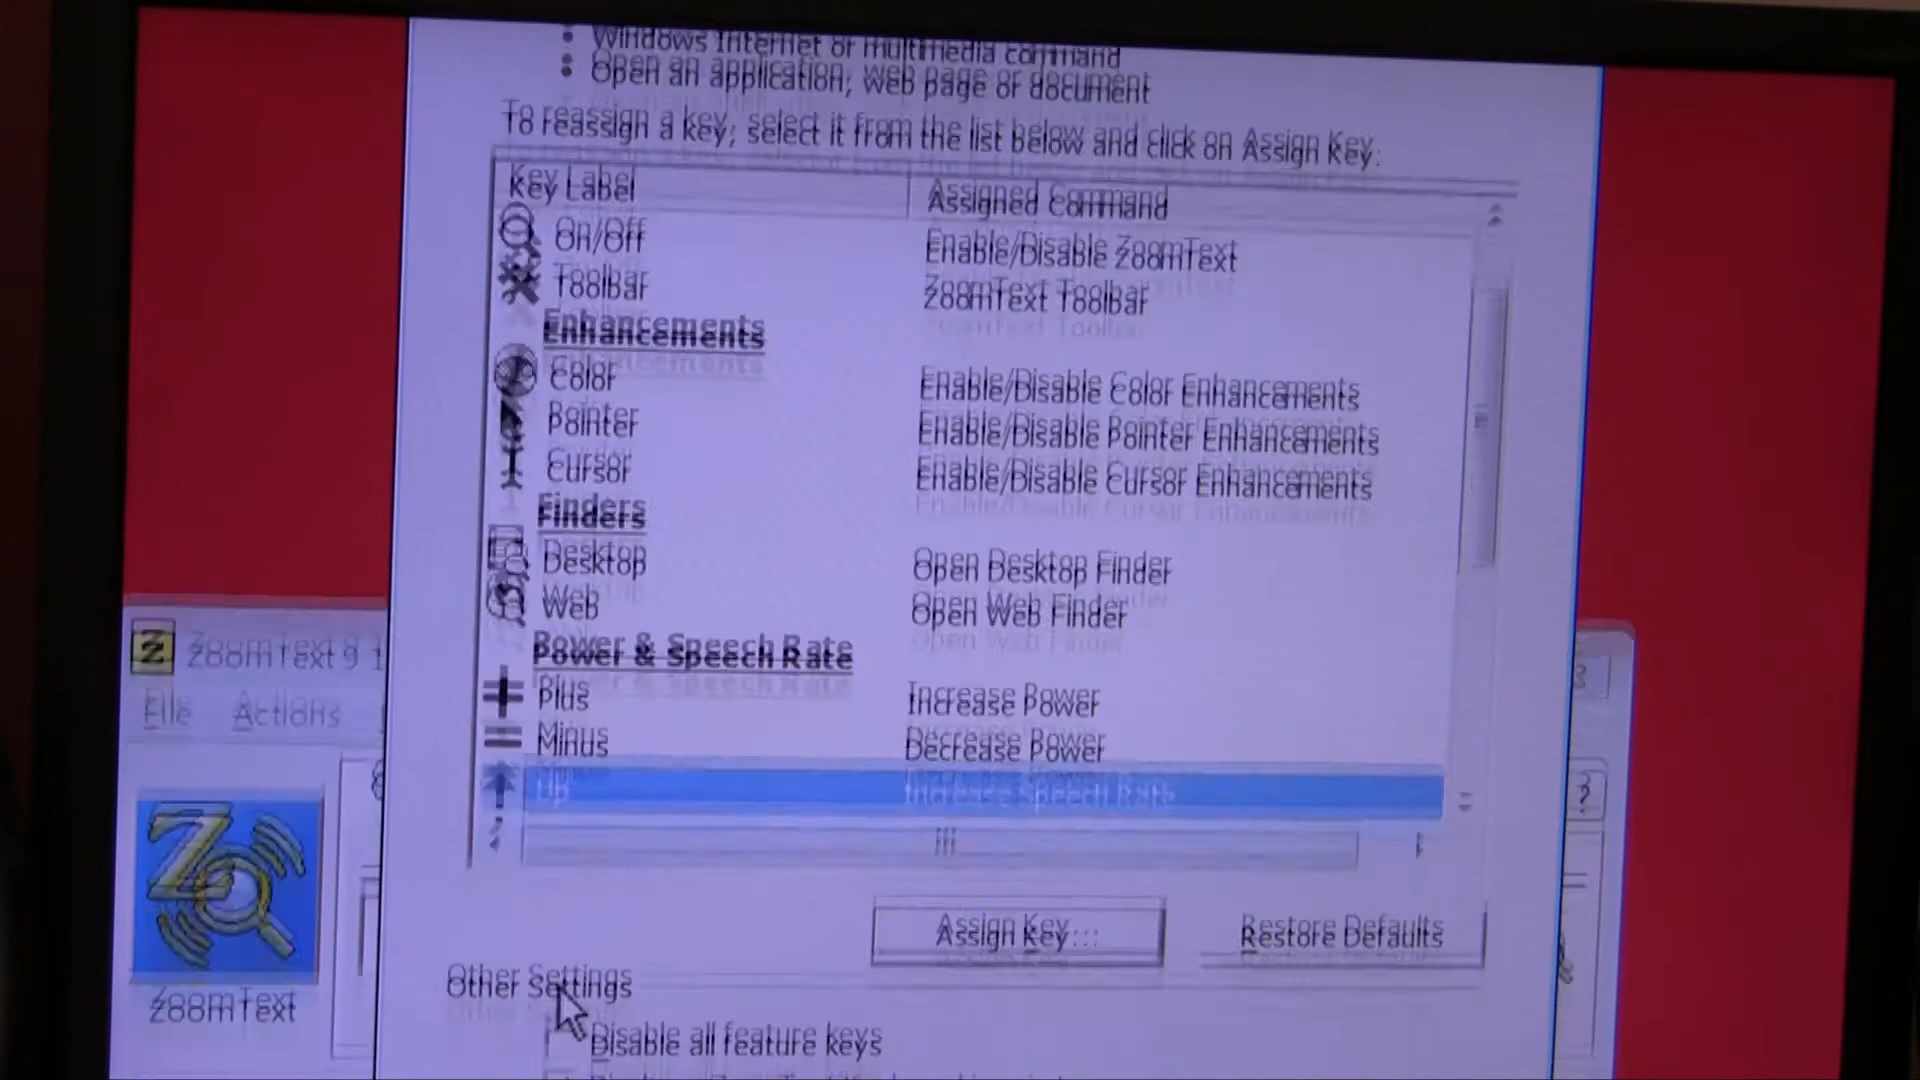 Windows Internet or multimedia command
Open an application, web page or document
To reassign a key, select it from the list below and click on Assign Key:
Key Label Assigned Command
On/Off Enable/Disable ZoomText
Toolbar ZoomText Toolbar
Enhancements
Color Enable/Disable Color Enhancements
Pointer Enable/Disable Pointer Enhancements
Cursor Enable/Disable Cursor Enhancements
Finders
Desktop Open Desktop Finder
Web Open Web Finder
Power & Speech Rate
Plus Increase Power
Minus Decrease Power
Up Increase Speech Rate
Assign Key... Restore Defaults
Other Settings
Disable all feature keys
ZoomText 9.1
File Actions
ZoomText
?